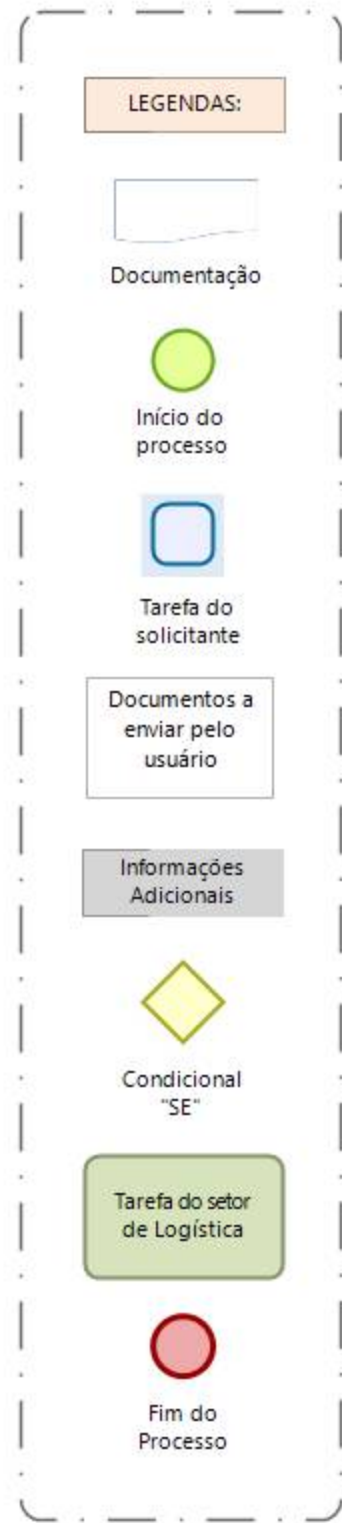 LEGENDAS:
Documentação
Início do
processo
Tarefa do
solicitante
Documentos a
enviar pelo
usuário
Informações
Adicionais
Condicional
"SE"
Tarefa do setor
de Logística
Fim do
Processo